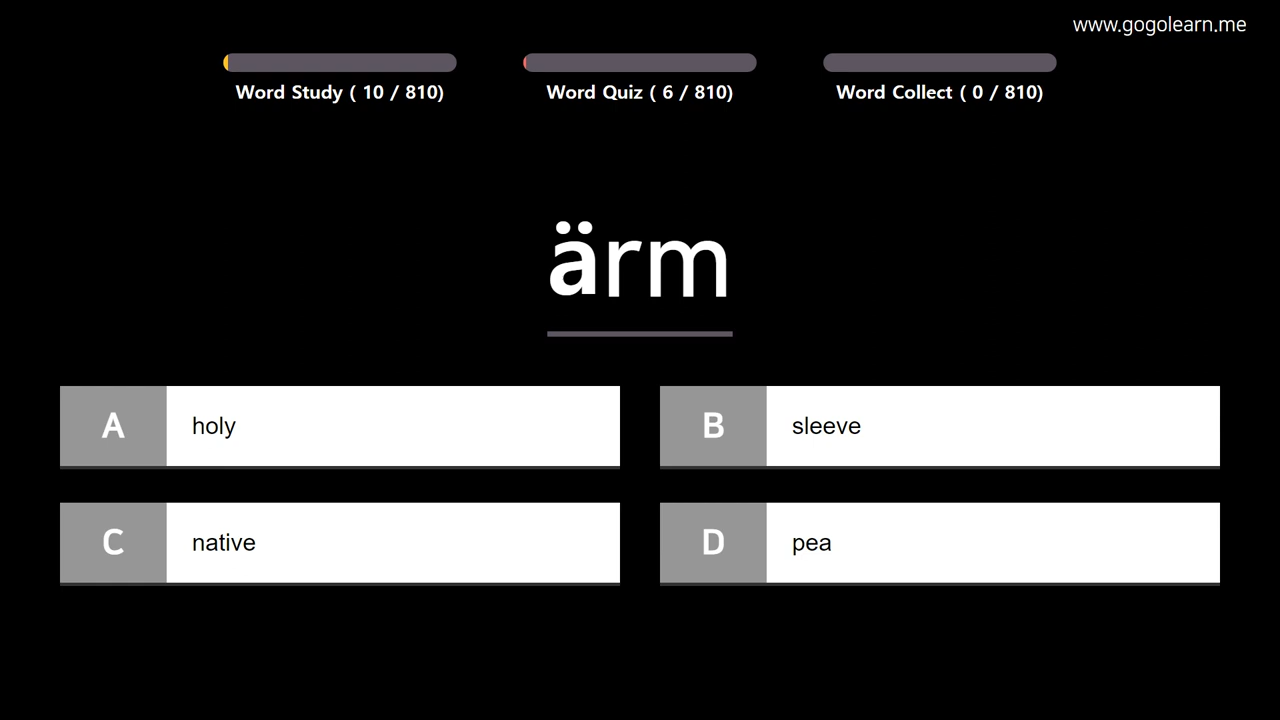 www.gogolearn.me
Word Study ( 10 / 810)
Word Quiz ( 6 / 810)
Word Collect ( 0 / 810)
ärm
A holy
B sleeve
C native
D pea